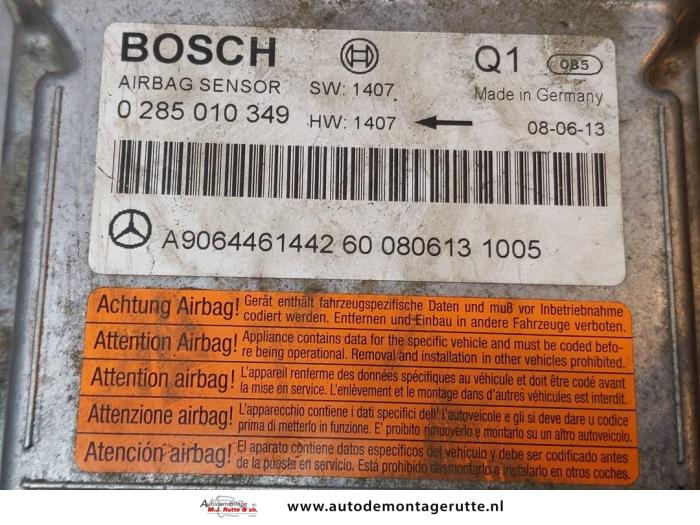 BOSCH
Q1 085
AIRBAG SENSOR SW: 1407 Made in Germany
0 285 010 349 HW: 1407 08-06-13
A9064461442 60 080613 1005
Achtung Airbag! Gerät enthält fahrzeugspezifische Daten und muß vor Inbetriebnahme
codiert werden. Entfernen und Einbau in andere Fahrzeuge verboten.
Attention Airbag! Appliance contains data for the specific vehicle and must be coded befo-
re being operational. Removal and installation in other vehicles prohibited.
Attention airbag! L'appareil renferme des données spécifiques au véhicule et doit être codé avant
la mise en service. L'enlèvement et le montage dans d'autres véhicules est interdit.
Attenzione airbag! L'apparecchio contiene i dati specifici dell' l'autoveicole e gli si deve dare u codice
prima di metterlo in funzione. E' proibito rimuoverlo e montarlo su un altro autoveicolo.
Atención airbag! El aparato contiene datos específicos del vehículo y debe ser codificado antes
de la puesta en servicio. Está prohibido desmontarlo e instalarlo en otros coches.
Autodemontage
M.J. Rutte & zn.
www.autodemontagerutte.nl